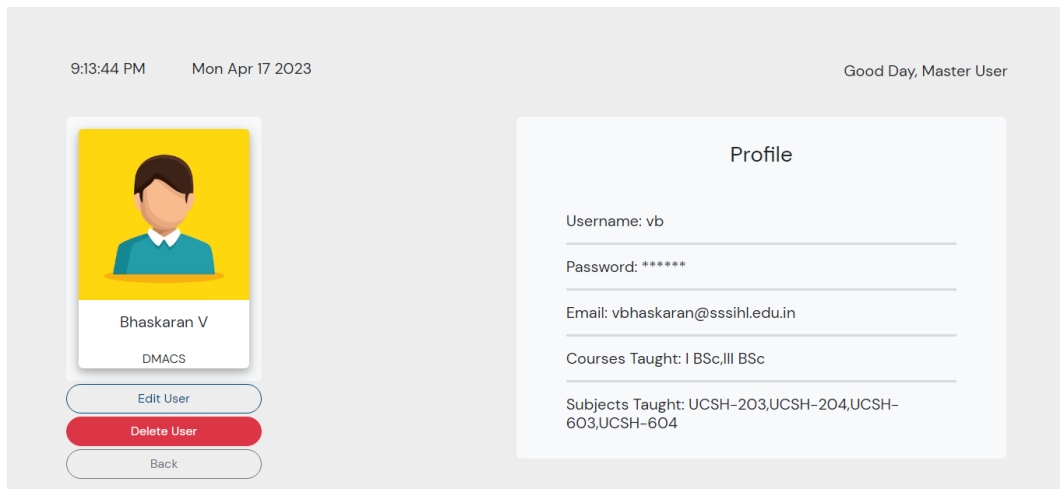 9:13:44 PM Mon Apr 17 2023
Good Day, Master User
Bhaskaran V
DMACS
Edit User
Delete User
Back
Profile
Username: vb
Password: ******
Email: vbhaskaran@sssihl.edu.in
Courses Taught: I BSc,III BSc
Subjects Taught: UCSH-203,UCSH-204,UCSH-
603,UCSH-604